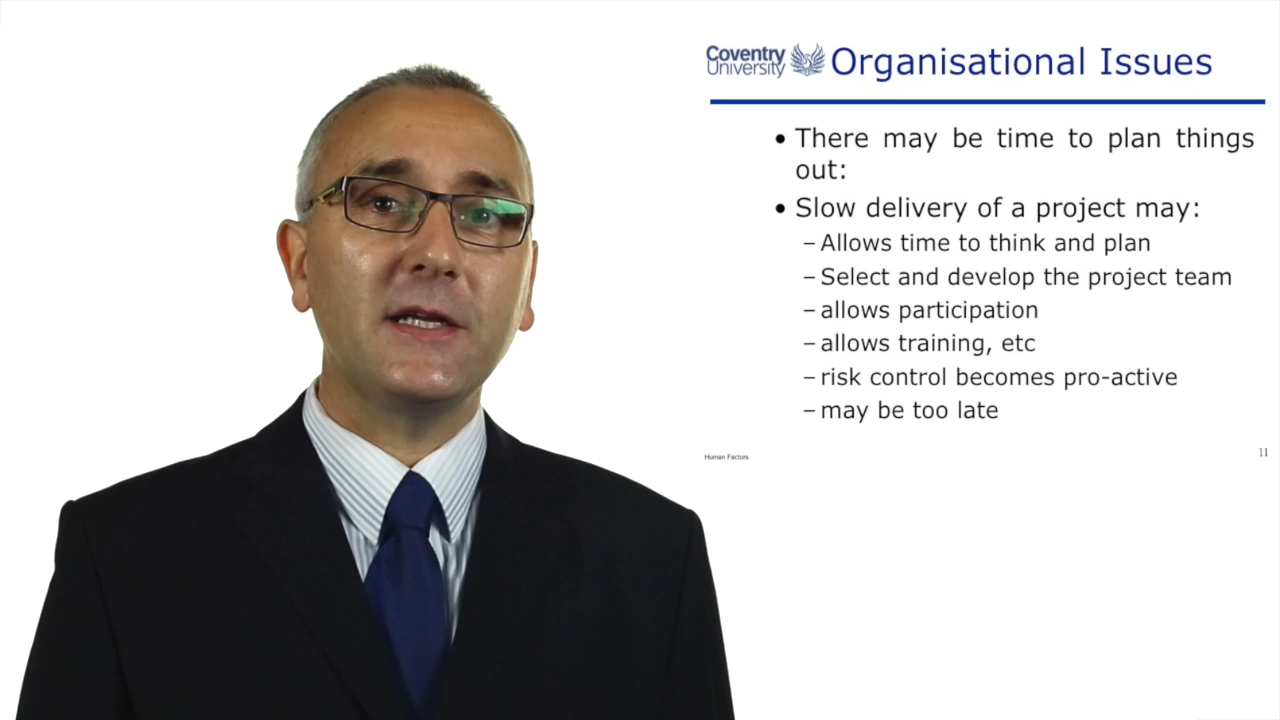 Coventry
University
Organisational Issues
• There may be time to plan things
out:
• Slow delivery of a project may:
– Allows time to think and plan
– Select and develop the project team
– allows participation
– allows training, etc
– risk control becomes pro-active
– may be too late
Human Factors
11